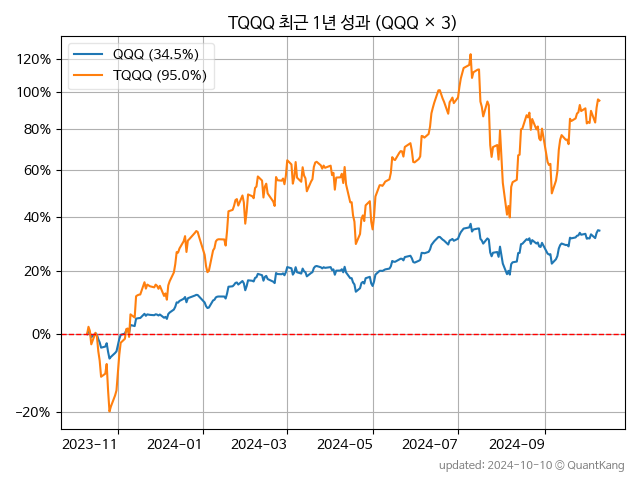 TQQQ 최근 1년 성과 (QQQ × 3)
QQQ (34.5%)
TQQQ (95.0%)
120%
100%
80%
60%
40%
20%
0%
−20%
2023−11 2024−01 2024−03 2024−05 2024−07 2024−09
updated: 2024-10-10 © QuantKang